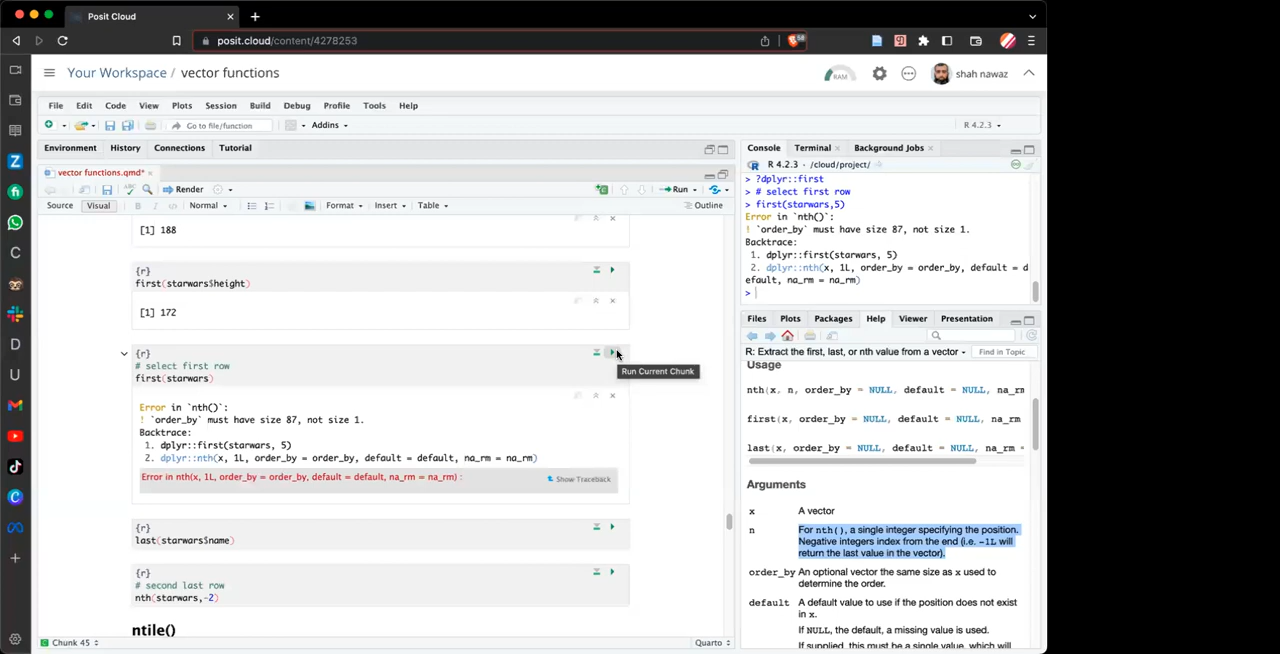 Posit Cloud
posit.cloud/content/4278253
58
Your Workspace / vector functions
RAM
shah nawaz
File Edit Code View Plots Session Build Debug Profile Tools Help
Go to file/function
Addins
R 4.2.3
Environment History Connections Tutorial
vector functions.qmd*
Render
Run
Source Visual
B I </>
Normal
Format Insert Table
Outline
[1] 188
{r}
first(starwars$height)
[1] 172
{r}
# select first row
first(starwars)
Run Current Chunk
Error in `nth()`:
! `order_by` must have size 87, not size 1.
Backtrace:
1. dplyr::first(starwars, 5)
2. dplyr::nth(x, 1L, order_by = order_by, default = default, na_rm = na_rm)
Error in nth(x, 1L, order_by = order_by, default = default, na_rm = na_rm) :
Show Traceback
{r}
last(starwars$name)
{r}
# second last row
nth(starwars,-2)
ntile()
Chunk 45
Quarto
Console Terminal Background Jobs
R 4.2.3 · /cloud/project/
> ?dplyr::first
> # select first row
> first(starwars,5)
Error in `nth()`:
! `order_by` must have size 87, not size 1.
Backtrace:
1. dplyr::first(starwars, 5)
2. dplyr::nth(x, 1L, order_by = order_by, default = d
efault, na_rm = na_rm)
>
Files Plots Packages Help Viewer Presentation
R: Extract the first, last, or nth value from a vector
Find in Topic
Usage
nth(x, n, order_by = NULL, default = NULL, na_rm
first(x, order_by = NULL, default = NULL, na_rm
last(x, order_by = NULL, default = NULL, na_rm =
Arguments
x A vector
n For nth(), a single integer specifying the position.
Negative integers index from the end (i.e. -1L will
return the last value in the vector).
order_by An optional vector the same size as x used to
determine the order.
default A default value to use if the position does not exist
in x.
If NULL, the default, a missing value is used.
If supplied, this must be a single value, which will
Z
C
D
U